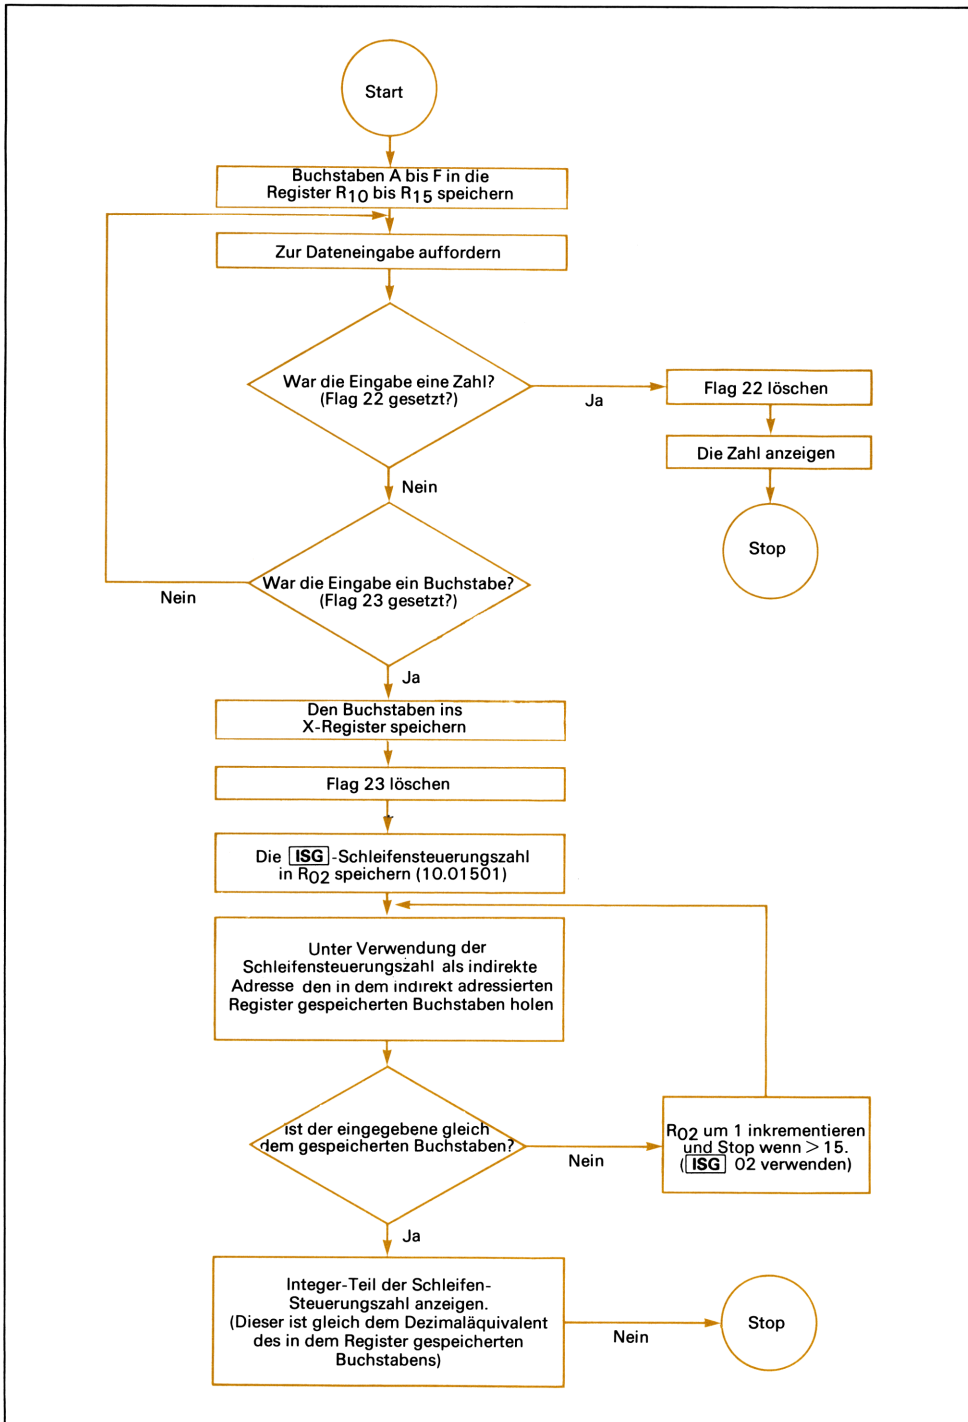 Start
Buchstaben A bis F in die
Register R10 bis R15 speichern
Zur Dateneingabe auffordern
War die Eingabe eine Zahl?
(Flag 22 gesetzt?)
Ja
Flag 22 löschen
Die Zahl anzeigen
Stop
Nein
War die Eingabe ein Buchstabe?
(Flag 23 gesetzt?)
Nein
Ja
Den Buchstaben ins
X-Register speichern
Flag 23 löschen
Die ISG-Schleifensteuerungszahl
in R02 speichern (10.01501)
Unter Verwendung der
Schleifensteuerungszahl als indirekte
Adresse den in dem indirekt adressierten
Register gespeicherten Buchstaben holen
ist der eingegebene gleich
dem gespeicherten Buchstaben?
Nein
R02 um 1 inkrementieren
und Stop wenn > 15.
(ISG 02 verwenden)
Ja
Integer-Teil der Schleifen-
Steuerungszahl anzeigen.
(Dieser ist gleich dem Dezimaläquivalent
des in dem Register gespeicherten
Buchstabens)
Nein
Stop